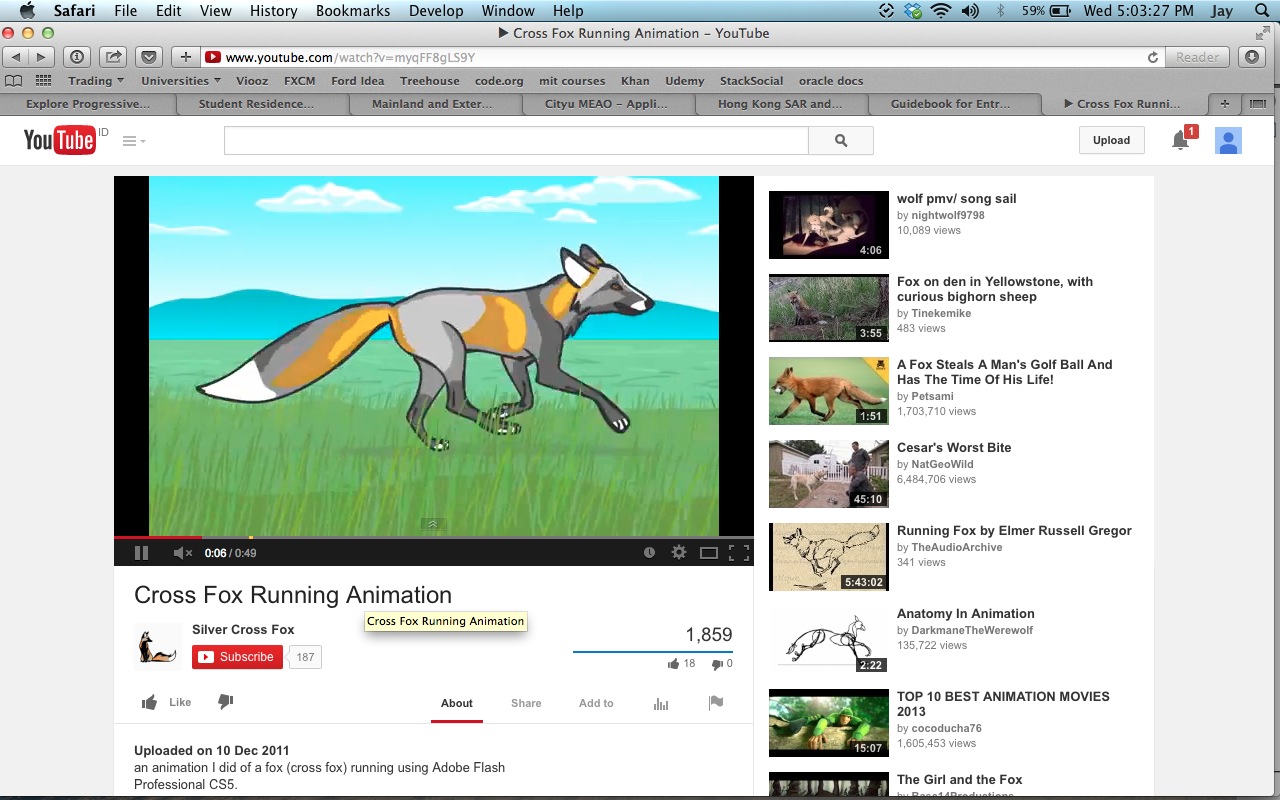 Safari File Edit View History Bookmarks Develop Window Help 59% Wed 5:03:27 PM Jay
▶ Cross Fox Running Animation – YouTube
www.youtube.com/watch?v=myqFF8gLS9Y Reader
Trading Universities Viooz FXCM Ford Idea Treehouse Code.org mit courses Khan Udemy StackSocial oracle docs
Explore Progressive... Student Residence... Mainland and Exter... Cityu MEAO – Appli... Hong Kong SAR and... Guidebook for Entr... ▶ Cross Fox Runni...
YouTube ID Upload 1
0:06 / 0:49
Cross Fox Running Animation
Cross Fox Running Animation
Silver Cross Fox
Subscribe 187
1,859
18 0
Like About Share Add to
Uploaded on 10 Dec 2011
an animation I did of a fox (cross fox) running using Adobe Flash
Professional CS5.
4:06
wolf pmv/ song sail
by nightwolf9798
10,089 views
3:55
Fox on den in Yellowstone, with
curious bighorn sheep
by Tinekemike
483 views
1:51
A Fox Steals A Man's Golf Ball And
Has The Time Of His Life!
by Petsami
1,703,710 views
45:10
Cesar's Worst Bite
by NatGeoWild
6,484,706 views
5:43:02
Running Fox by Elmer Russell Gregor
by TheAudioArchive
341 views
2:22
Anatomy In Animation
by DarkmaneTheWerewolf
135,722 views
15:07
TOP 10 BEST ANIMATION MOVIES
2013
by cocoducha76
1,605,453 views
The Girl and the Fox
by Base14Productions